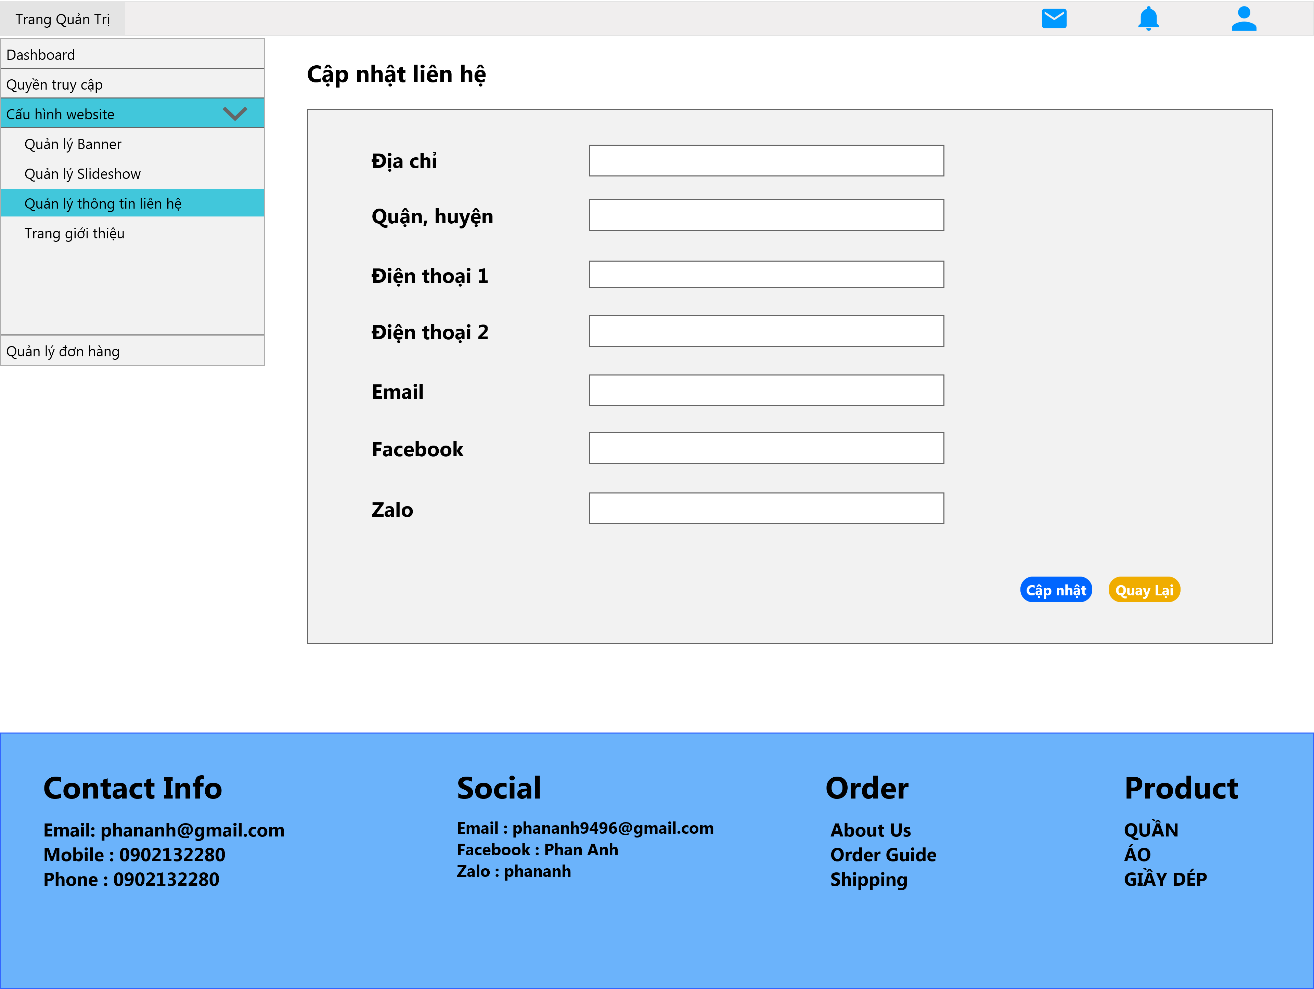 Trang Quản Trị
Dashboard
Quyền truy cập
Cấu hình website
Quản lý Banner
Quản lý Slideshow
Quản lý thông tin liên hệ
Trang giới thiệu
Quản lý đơn hàng
Cập nhật liên hệ
Địa chỉ
Quận, huyện
Điện thoại 1
Điện thoại 2
Email
Facebook
Zalo
Cập nhật
Quay Lại
Contact Info
Email: phananh@gmail.com
Mobile : 0902132280
Phone : 0902132280
Social
Email : phananh9496@gmail.com
Facebook : Phan Anh
Zalo : phananh
Order
About Us
Order Guide
Shipping
Product
QUẦN
ÁO
GIẦY DÉP